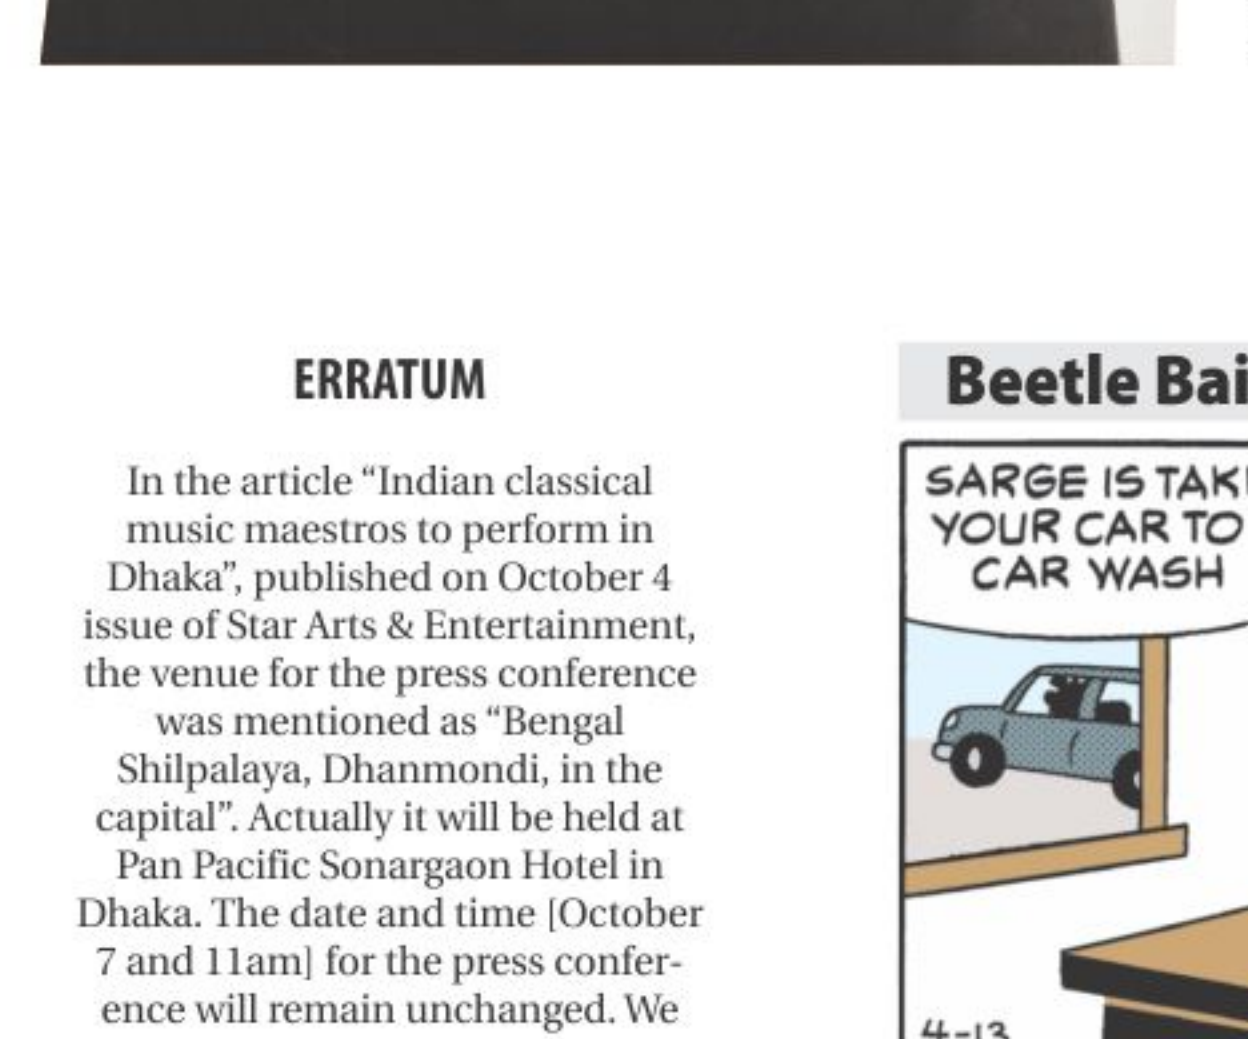 ERRATUM
In the article “Indian classical
music maestros to perform in
Dhaka”, published on October 4
issue of Star Arts & Entertainment,
the venue for the press conference
was mentioned as “Bengal
Shilpalaya, Dhanmondi, in the
capital”. Actually it will be held at
Pan Pacific Sonargaon Hotel in
Dhaka. The date and time [October
7 and 11am] for the press confer-
ence will remain unchanged. We
Beetle Bai
SARGE IS TAKI
YOUR CAR TO
CAR WASH
4-13